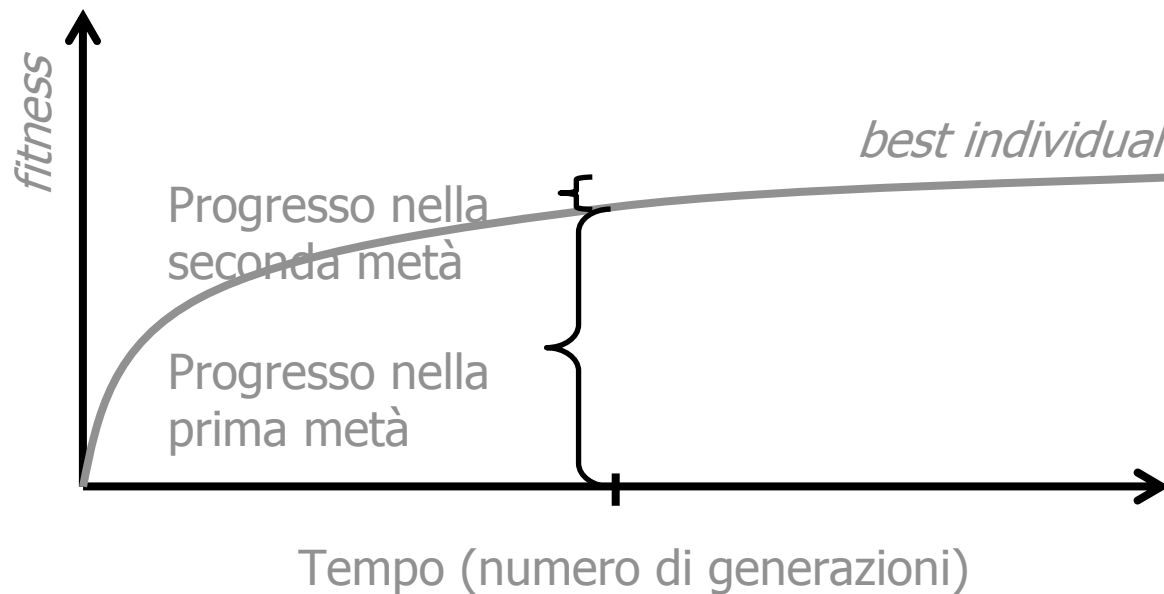 fitness
best individual
Progresso nella
seconda metà
Progresso nella
prima metà
Tempo (numero di generazioni)